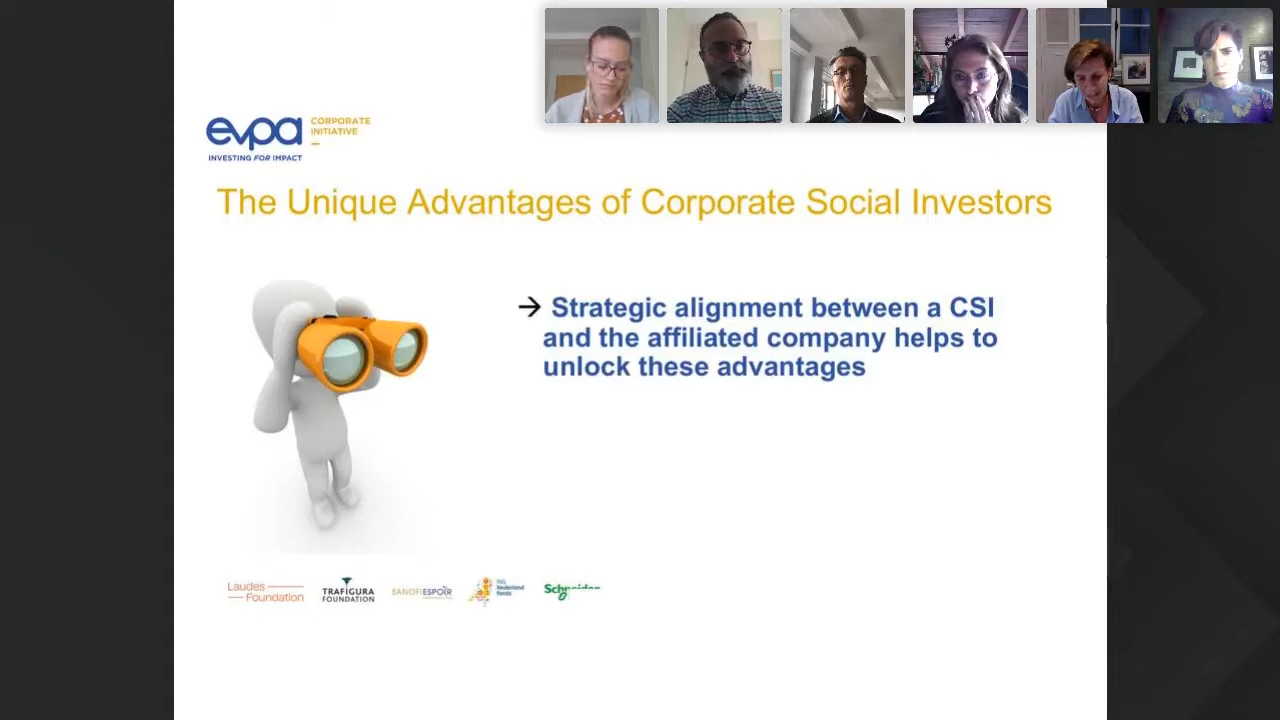 evpa
CORPORATE
INITIATIVE
INVESTING FOR IMPACT
The Unique Advantages of Corporate Social Investors
→ Strategic alignment between a CSI
and the affiliated company helps to
unlock these advantages
Laudes
Foundation
TRAFIGURA
FOUNDATION
SANOFI ESPOIR
ING
Nederland
fonds
Schneider